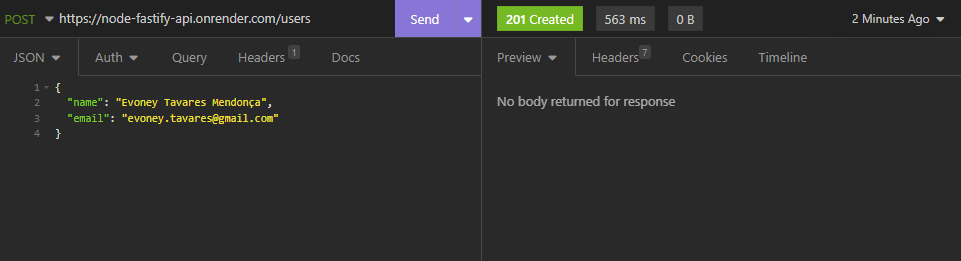 POST https://node-fastify-api.onrender.com/users Send 201 Created 563 ms 0 B 2 Minutes Ago
JSON Auth Query Headers 1 Docs Preview Headers 7 Cookies Timeline
1 {
2 "name": "Evoney Tavares Mendonça",
3 "email": "evoney.tavares@gmail.com"
4 }
No body returned for response